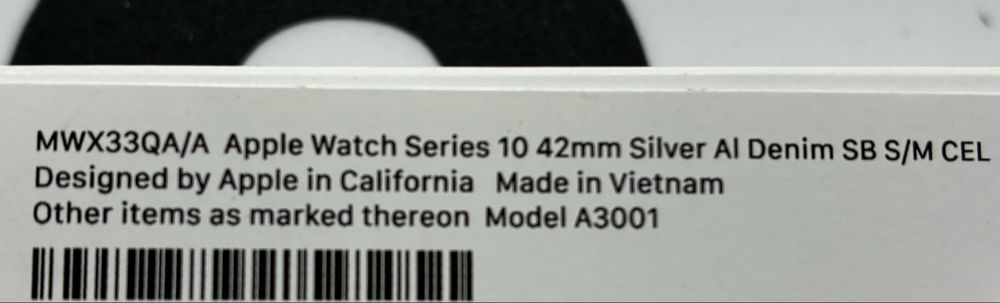 MWX33QA/A Apple Watch Series 10 42mm Silver Al Denim SB S/M CEL
Designed by Apple in California Made in Vietnam
Other items as marked thereon Model A3001